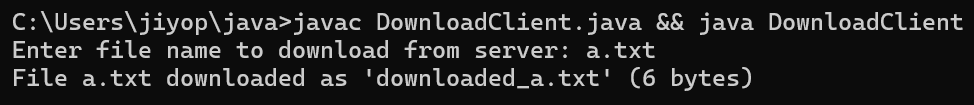 C:\Users\jiyop\java>javac DownloadClient.java && java DownloadClient
Enter file name to download from server: a.txt
File a.txt downloaded as 'downloaded_a.txt' (6 bytes)